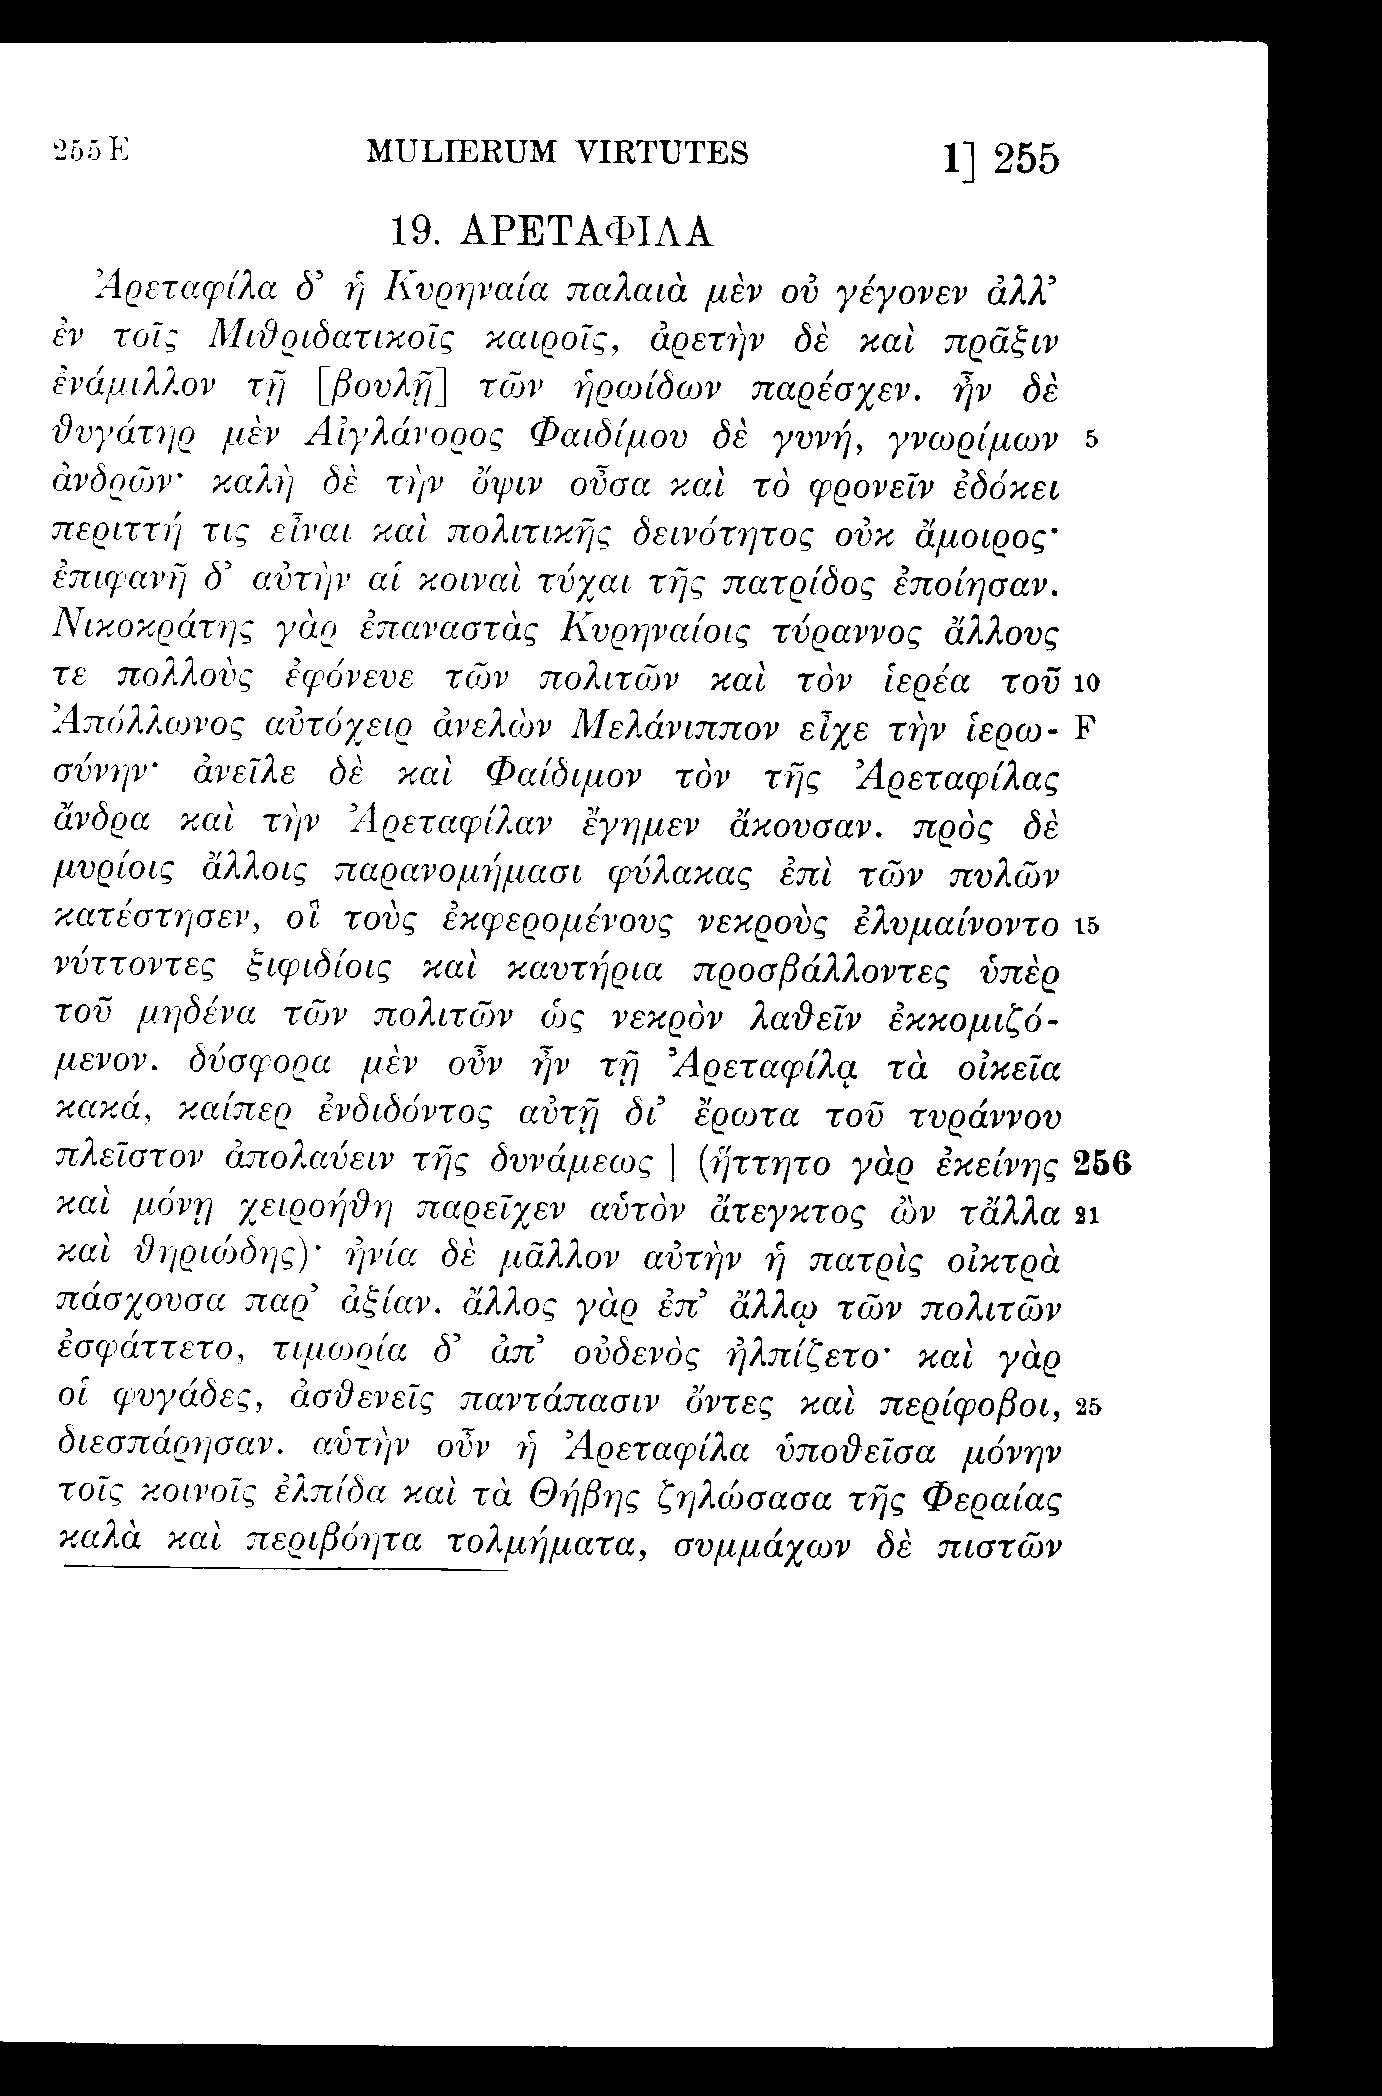 255 E MULIERUM VIRTUTES 1] 255
19. ΑΡΕΤΑΦΙΛΑ
Ἀρεταφίλα δ’ ἡ Κυρηναία παλαιὰ μὲν οὐ γέγονεν ἀλλ’
ἐν τοῖς Μιθριδατικοῖς καιροῖς, ἀρετὴν δὲ καὶ πρᾶξιν
ἐνάμιλλον τῇ [βουλῇ] τῶν ἡρωίδων παρέσχεν. ἦν δὲ
θυγάτηρ μὲν Αἰγλάνορος Φαιδίμου δὲ γυνή, γνωρίμων 5
ἀνδρῶν· καλὴ δὲ τὴν ὄψιν οὖσα καὶ τὸ φρονεῖν ἐδόκει
περιττή τις εἶναι καὶ πολιτικῆς δεινότητος οὐκ ἄμοιρος·
ἐπιφανῆ δ’ αὐτὴν αἱ κοιναὶ τύχαι τῆς πατρίδος ἐποίησαν.
Νικοκράτης γὰρ ἐπαναστὰς Κυρηναίοις τύραννος ἄλλους
τε πολλοὺς ἐφόνευε τῶν πολιτῶν καὶ τὸν ἱερέα τοῦ 10
Ἀπόλλωνος αὐτόχειρ ἀνελὼν Μελάνιππον εἶχε τὴν ἱερω- F
σύνην· ἀνεῖλε δὲ καὶ Φαίδιμον τὸν τῆς Ἀρεταφίλας
ἄνδρα καὶ τὴν Ἀρεταφίλαν ἔγημεν ἄκουσαν. πρὸς δὲ
μυρίοις ἄλλοις παρανομήμασι φύλακας ἐπὶ τῶν πυλῶν
κατέστησεν, οἳ τοὺς ἐκφερομένους νεκροὺς ἐλυμαίνοντο 15
νύττοντες ξιφιδίοις καὶ καυτήρια προσβάλλοντες ὑπὲρ
τοῦ μηδένα τῶν πολιτῶν ὡς νεκρὸν λαθεῖν ἐκκομιζό-
μενον. δύσφορα μὲν οὖν ἦν τῇ Ἀρεταφίλᾳ τὰ οἰκεῖα
κακά, καίπερ ἐνδιδόντος αὐτῇ δι’ ἔρωτα τοῦ τυράννου
πλεῖστον ἀπολαύειν τῆς δυνάμεως | (ἥττητο γὰρ ἐκείνης 256
καὶ μόνῃ χειροήθη παρεῖχεν αὑτὸν ἄτεγκτος ὢν τἄλλα 21
καὶ θηριώδης)· ἠνία δὲ μᾶλλον αὐτὴν ἡ πατρὶς οἰκτρὰ
πάσχουσα παρ’ ἀξίαν. ἄλλος γὰρ ἐπ’ ἄλλῳ τῶν πολιτῶν
ἐσφάττετο, τιμωρία δ’ ἀπ’ οὐδενὸς ἠλπίζετο· καὶ γὰρ
οἱ φυγάδες, ἀσθενεῖς παντάπασιν ὄντες καὶ περίφοβοι, 25
διεσπάρησαν. αὑτὴν οὖν ἡ Ἀρεταφίλα ὑποθεῖσα μόνην
τοῖς κοινοῖς ἐλπίδα καὶ τὰ Θήβης ζηλώσασα τῆς Φεραίας
καλὰ καὶ περιβόητα τολμήματα, συμμάχων δὲ πιστῶν